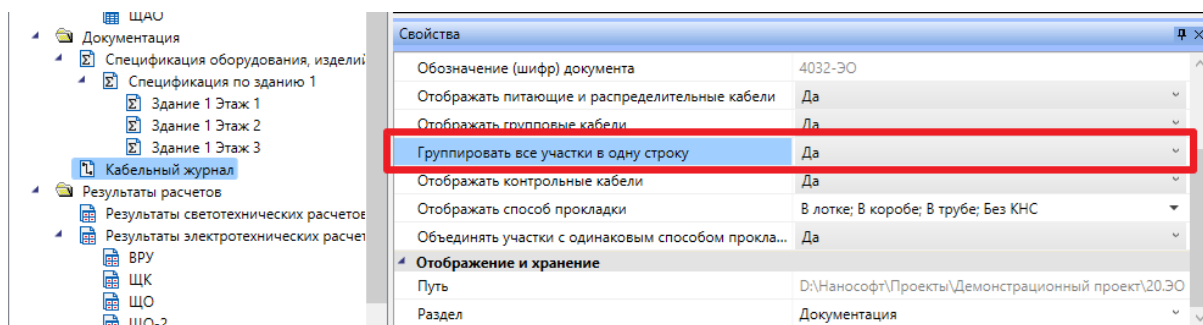 ЩАО
Документация
Спецификация оборудования, изделий
Спецификация по зданию 1
Здание 1 Этаж 1
Здание 1 Этаж 2
Здание 1 Этаж 3
Кабельный журнал
Результаты расчетов
Результаты светотехнических расчетов
Результаты электротехнических расчет
ВРУ
ЩК
ЩО
ЩО-2
Свойства
Обозначение (шифр) документа 4032-ЭО
Отображать питающие и распределительные кабели Да
Отображать групповые кабели Да
Группировать все участки в одну строку Да
Отображать контрольные кабели Да
Отображать способ прокладки В лотке; В коробе; В трубе; Без КНС
Объединять участки с одинаковым способом прокла... Да
Отображение и хранение
Путь D:\Нанософт\Проекты\Демонстрационный проект\20.ЭО
Раздел Документация